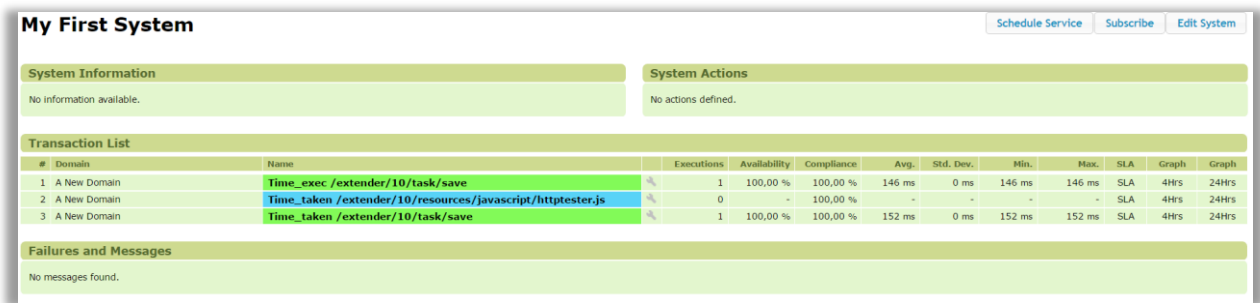 My First System
Schedule Service Subscribe Edit System
System Information
No information available.
System Actions
No actions defined.
Transaction List
# Domain Name Executions Availability Compliance Avg. Std. Dev. Min. Max. SLA Graph Graph
1 A New Domain Time_exec /extender/10/task/save 1 100,00 % 100,00 % 146 ms 0 ms 146 ms 146 ms SLA 4Hrs 24Hrs
2 A New Domain Time_taken /extender/10/resources/javascript/httptester.js 0 - 100,00 % - - - - SLA 4Hrs 24Hrs
3 A New Domain Time_taken /extender/10/task/save 1 100,00 % 100,00 % 152 ms 0 ms 152 ms 152 ms SLA 4Hrs 24Hrs
Failures and Messages
No messages found.